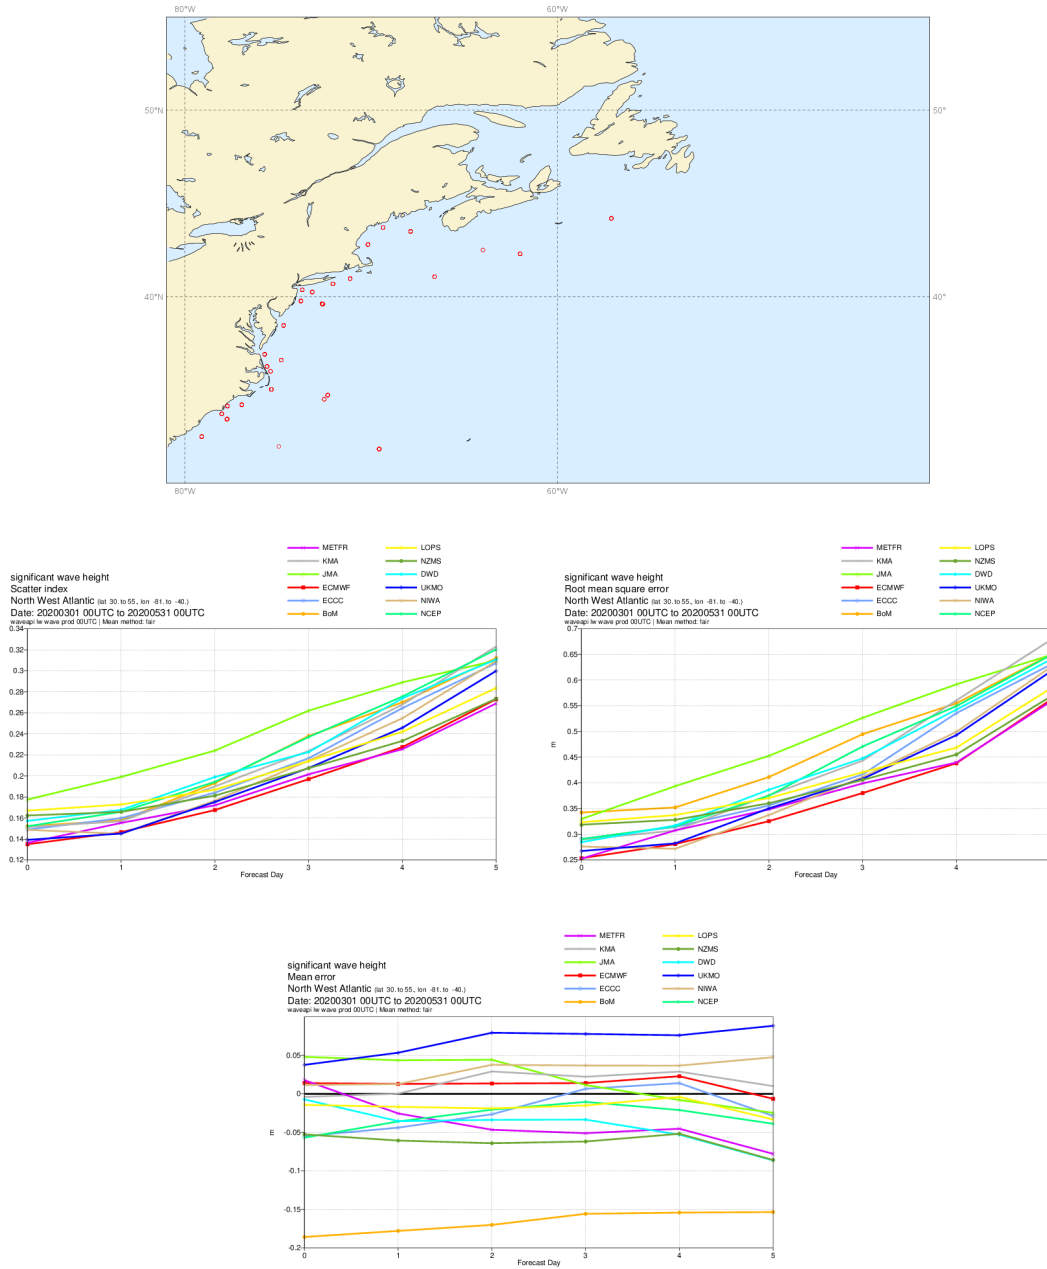 80°W 60°W
50°N 50°
40°N 40°
80°W 60°W
METFR LOPS
KMA NZMS
JMA DWD
ECMWF UKMO
ECCC NIWA
BoM NCEP
significant wave height
Scatter index
North West Atlantic (lat 30. to 55., lon -81. to -40.)
Date: 20200301 00UTC to 20200531 00UTC
waveapi lw wave prod 00UTC | Mean method: fair
0.34
0.32
0.3
0.28
0.26
0.24
0.22
0.2
0.18
0.16
0.14
0.12
0 1 2 3 4 5
Forecast Day
METFR LOPS
KMA NZMS
JMA DWD
ECMWF UKMO
ECCC NIWA
BoM NCEP
significant wave height
Root mean square error
North West Atlantic (lat 30. to 55., lon -81. to -40.)
Date: 20200301 00UTC to 20200531 00UTC
waveapi lw wave prod 00UTC | Mean method: fair
0.7
0.65
0.6
0.55
0.5
0.45
0.4
0.35
0.3
0.25
m
0 1 2 3 4
Forecast Day
METFR LOPS
KMA NZMS
JMA DWD
ECMWF UKMO
ECCC NIWA
BoM NCEP
significant wave height
Mean error
North West Atlantic (lat 30. to 55., lon -81. to -40.)
Date: 20200301 00UTC to 20200531 00UTC
waveapi lw wave prod 00UTC | Mean method: fair
0.05
0
-0.05
-0.1
-0.15
-0.2
m
0 1 2 3 4 5
Forecast Day